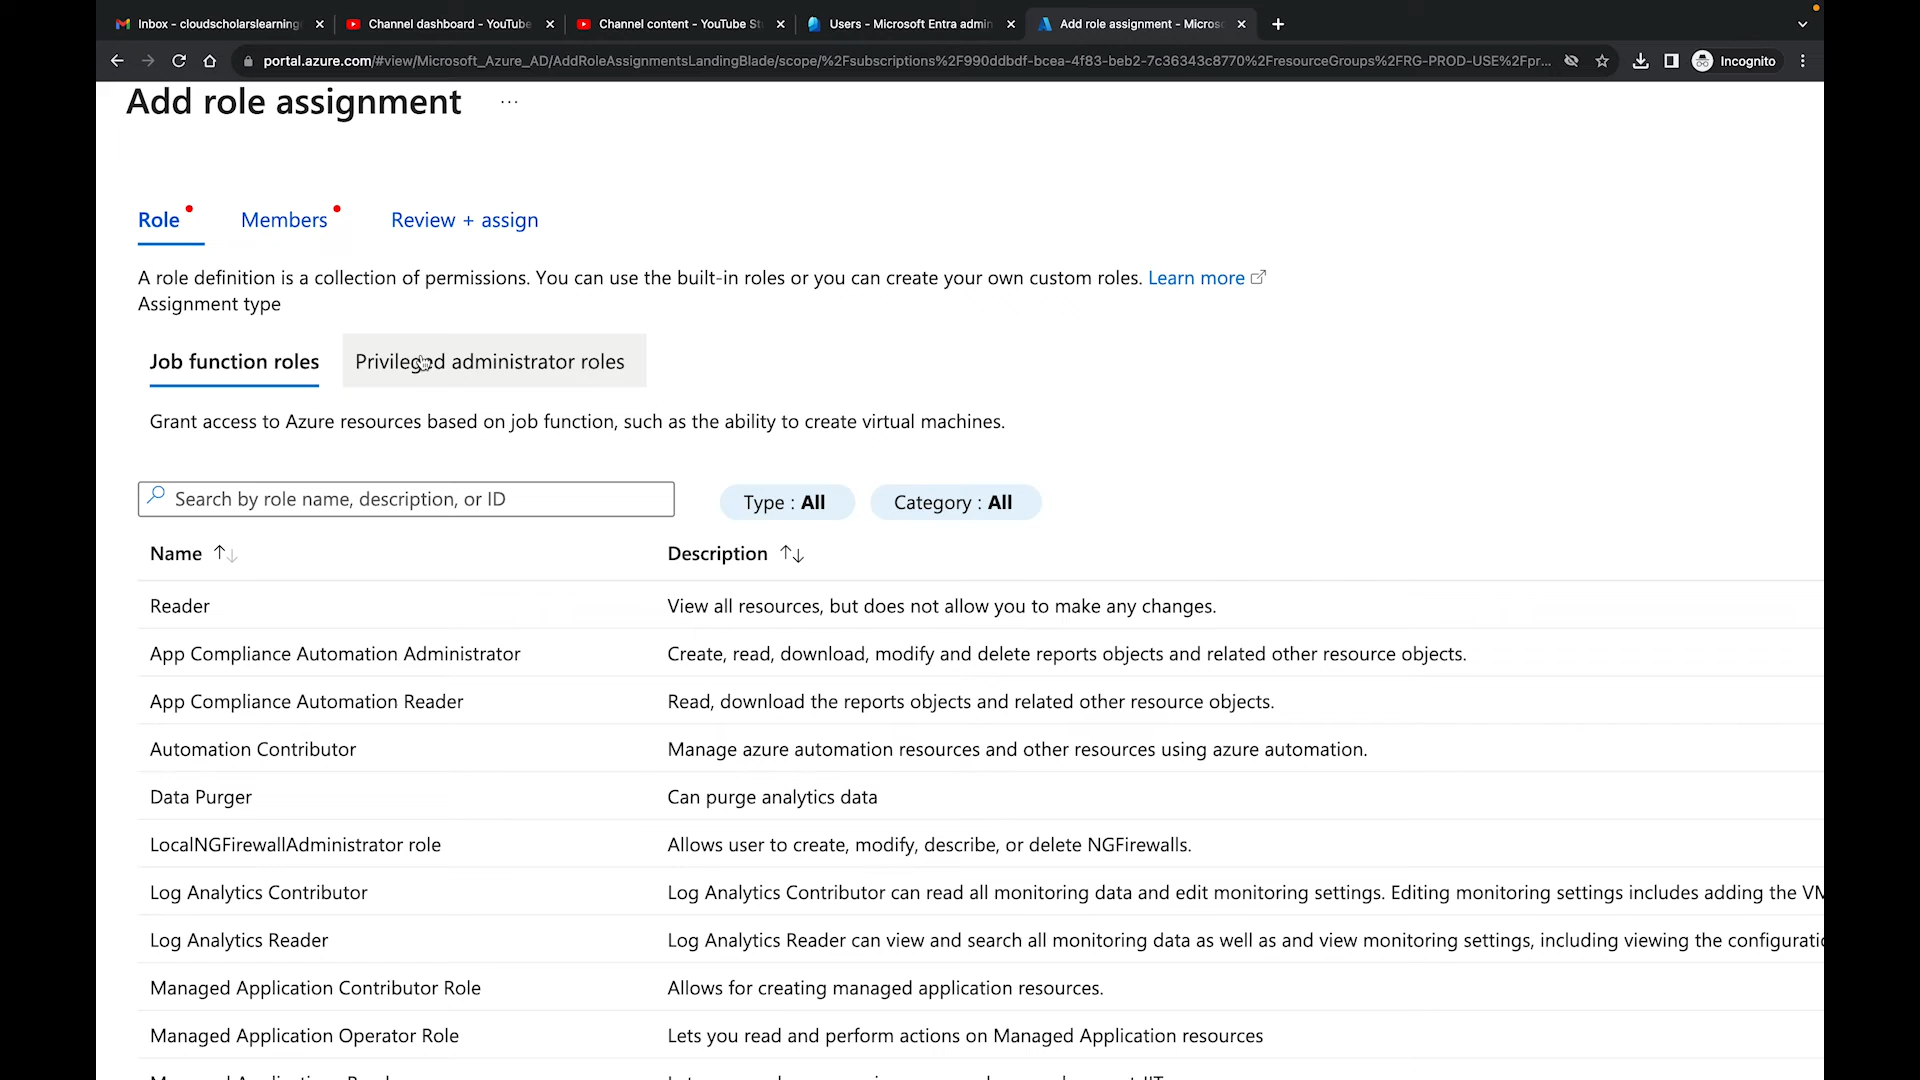 Inbox - cloudscholarslearning
Channel dashboard - YouTube
Channel content - YouTube St
Users - Microsoft Entra admin
Add role assignment - Micros
portal.azure.com/#view/Microsoft_Azure_AD/AddRoleAssignmentsLandingBlade/scope/%2Fsubscriptions%2F990ddbdf-bcea-4f83-beb2-7c36343c8770%2FresourceGroups%2FRG-PROD-USE%2Fpr...
Incognito
Add role assignment ...
Role
Members
Review + assign
A role definition is a collection of permissions. You can use the built-in roles or you can create your own custom roles. Learn more
Assignment type
Job function roles
Privileged administrator roles
Grant access to Azure resources based on job function, such as the ability to create virtual machines.
Search by role name, description, or ID
Type : All
Category : All
Name
Description
Reader
View all resources, but does not allow you to make any changes.
App Compliance Automation Administrator
Create, read, download, modify and delete reports objects and related other resource objects.
App Compliance Automation Reader
Read, download the reports objects and related other resource objects.
Automation Contributor
Manage azure automation resources and other resources using azure automation.
Data Purger
Can purge analytics data
LocalNGFirewallAdministrator role
Allows user to create, modify, describe, or delete NGFirewalls.
Log Analytics Contributor
Log Analytics Contributor can read all monitoring data and edit monitoring settings. Editing monitoring settings includes adding the VM
Log Analytics Reader
Log Analytics Reader can view and search all monitoring data as well as and view monitoring settings, including viewing the configuratio
Managed Application Contributor Role
Allows for creating managed application resources.
Managed Application Operator Role
Lets you read and perform actions on Managed Application resources